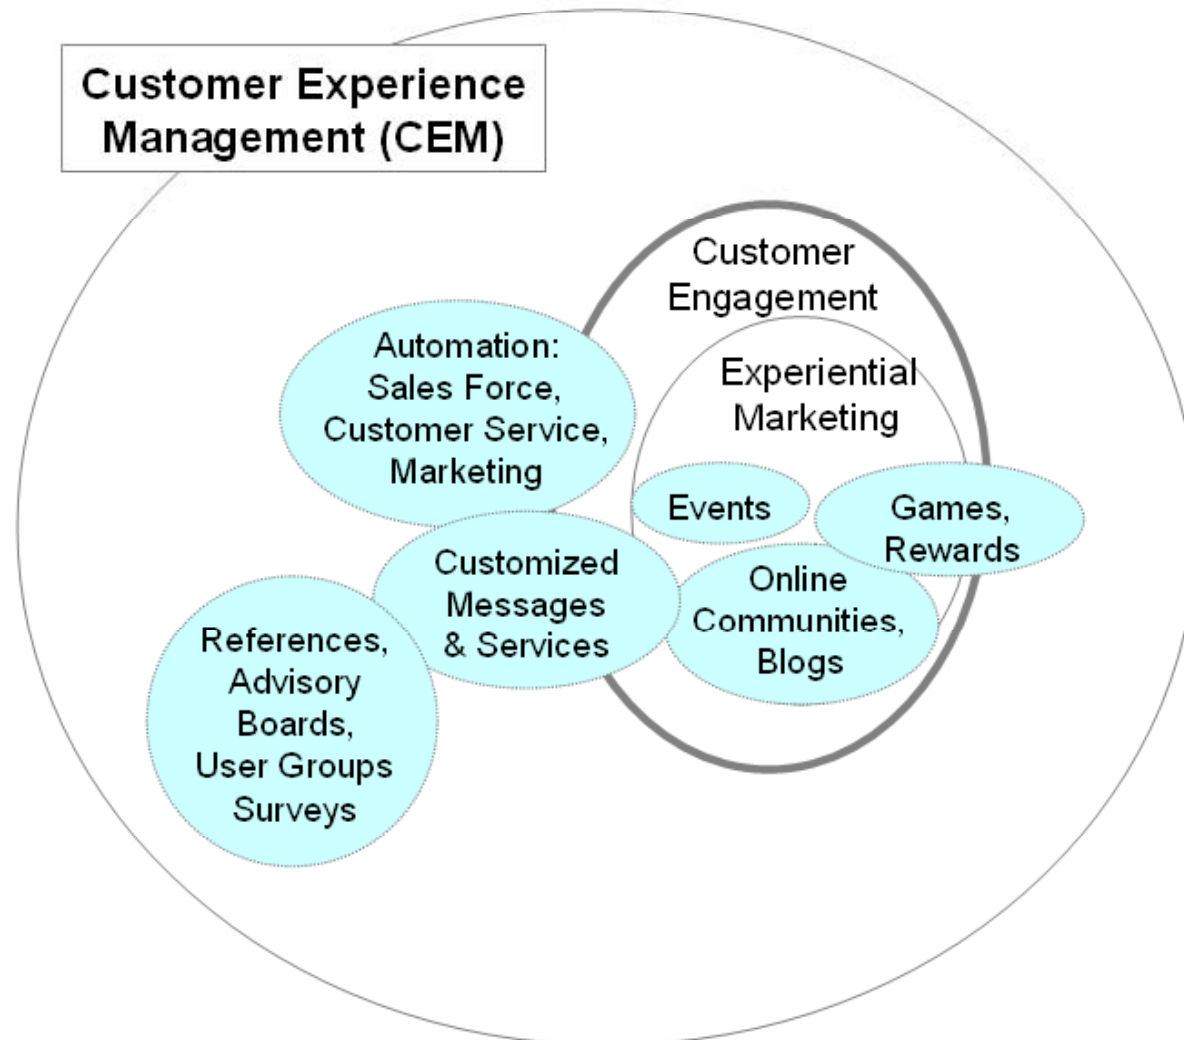 Customer Experience
Management (CEM)
Customer
Engagement
Experiential
Marketing
Automation:
Sales Force,
Customer Service,
Marketing
Events
Games,
Rewards
Customized
Messages
& Services
Online
Communities,
Blogs
References,
Advisory
Boards,
User Groups
Surveys